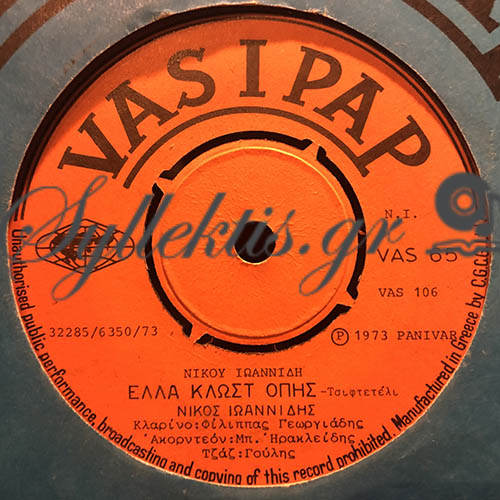 VASIPAP
Syllektis.gr
N.I.
VAS 65
VAS 106
32285/6350/73
Ⓟ 1973 PANIVAR
ΝΙΚΟΥ ΙΩΑΝΝΙΔΗ
ΕΛΛΑ ΚΛΩΣΤ ΟΠΗΣ -Τσιφτετέλι
ΝΙΚΟΣ ΙΩΑΝΝΙΔΗΣ
Κλαρίνο:Φίλιππας Γεωργιάδης
Ἀκορντεόν:Μπ.Ἡρακλείδης
Τζάζ:Γούλης
Unauthorised public performance, broadcasting and copying of this record prohibited. Manufactured in Greece by C.G.C.